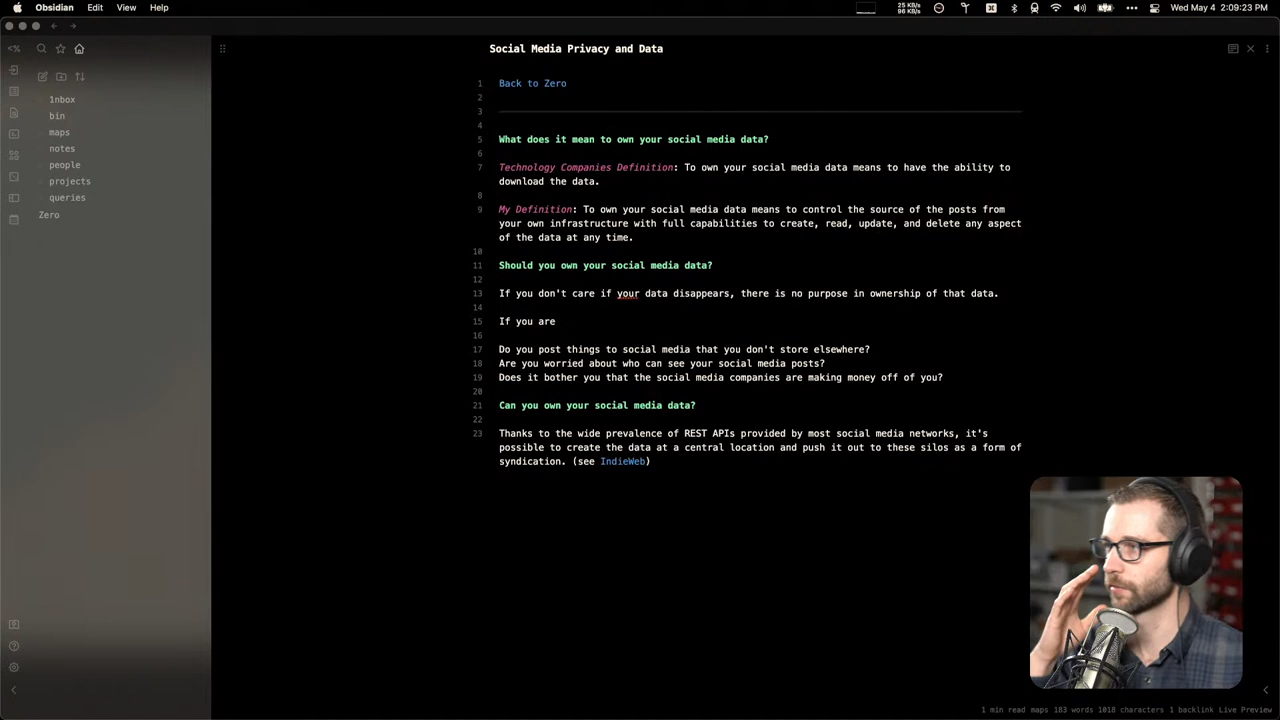 Obsidian Edit View Help
25 KB/s
96 KB/s
Wed May 4 2:09:23 PM
Social Media Privacy and Data
1nbox
bin
maps
notes
people
projects
queries
Zero
1 Back to Zero
2
3
4
5 What does it mean to own your social media data?
6
7 Technology Companies Definition: To own your social media data means to have the ability to
download the data.
8
9 My Definition: To own your social media data means to control the source of the posts from
your own infrastructure with full capabilities to create, read, update, and delete any aspect
of the data at any time.
10
11 Should you own your social media data?
12
13 If you don't care if your data disappears, there is no purpose in ownership of that data.
14
15 If you are
16
17 Do you post things to social media that you don't store elsewhere?
18 Are you worried about who can see your social media posts?
19 Does it bother you that the social media companies are making money off of you?
20
21 Can you own your social media data?
22
23 Thanks to the wide prevalence of REST APIs provided by most social media networks, it's
possible to create the data at a central location and push it out to these silos as a form of
syndication. (see IndieWeb)
1 min read maps 183 words 1018 characters 1 backlink Live Preview